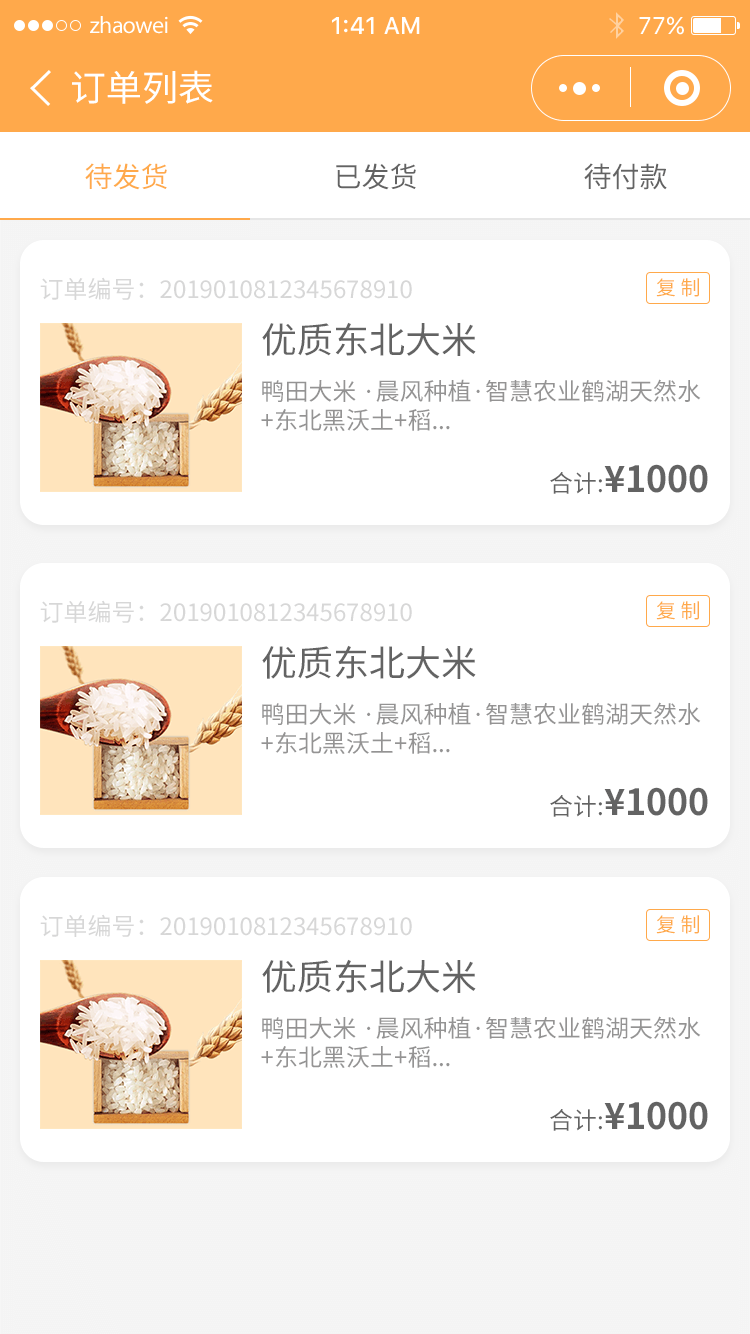 zhaowei 1:41 AM 77%
订单列表
待发货 已发货 待付款
订单编号：2019010812345678910 复制
优质东北大米
鸭田大米 ·晨风种植·智慧农业鹤湖天然水
+东北黑沃土+稻...
合计:¥1000
订单编号：2019010812345678910 复制
优质东北大米
鸭田大米 ·晨风种植·智慧农业鹤湖天然水
+东北黑沃土+稻...
合计:¥1000
订单编号：2019010812345678910 复制
优质东北大米
鸭田大米 ·晨风种植·智慧农业鹤湖天然水
+东北黑沃土+稻...
合计:¥1000